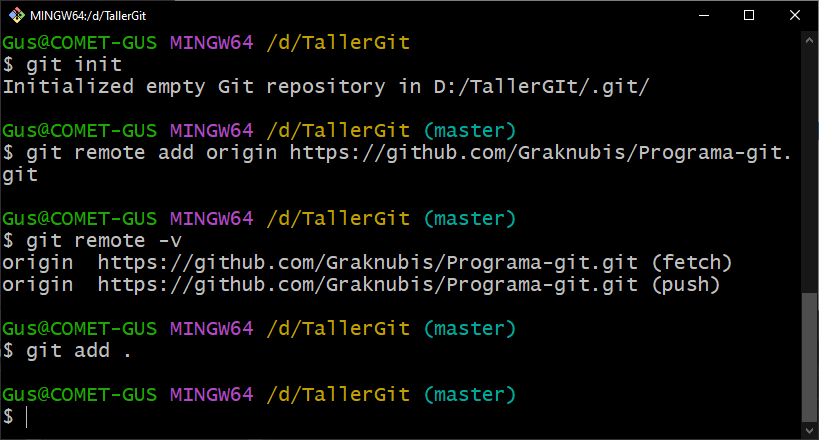 MINGW64:/d/TallerGit
Gus@COMET-GUS MINGW64 /d/TallerGit
$ git init
Initialized empty Git repository in D:/TallerGIt/.git/
Gus@COMET-GUS MINGW64 /d/TallerGit (master)
$ git remote add origin https://github.com/Graknubis/Programa-git.
git
Gus@COMET-GUS MINGW64 /d/TallerGit (master)
$ git remote -v
origin  https://github.com/Graknubis/Programa-git.git (fetch)
origin  https://github.com/Graknubis/Programa-git.git (push)
Gus@COMET-GUS MINGW64 /d/TallerGit (master)
$ git add .
Gus@COMET-GUS MINGW64 /d/TallerGit (master)
$